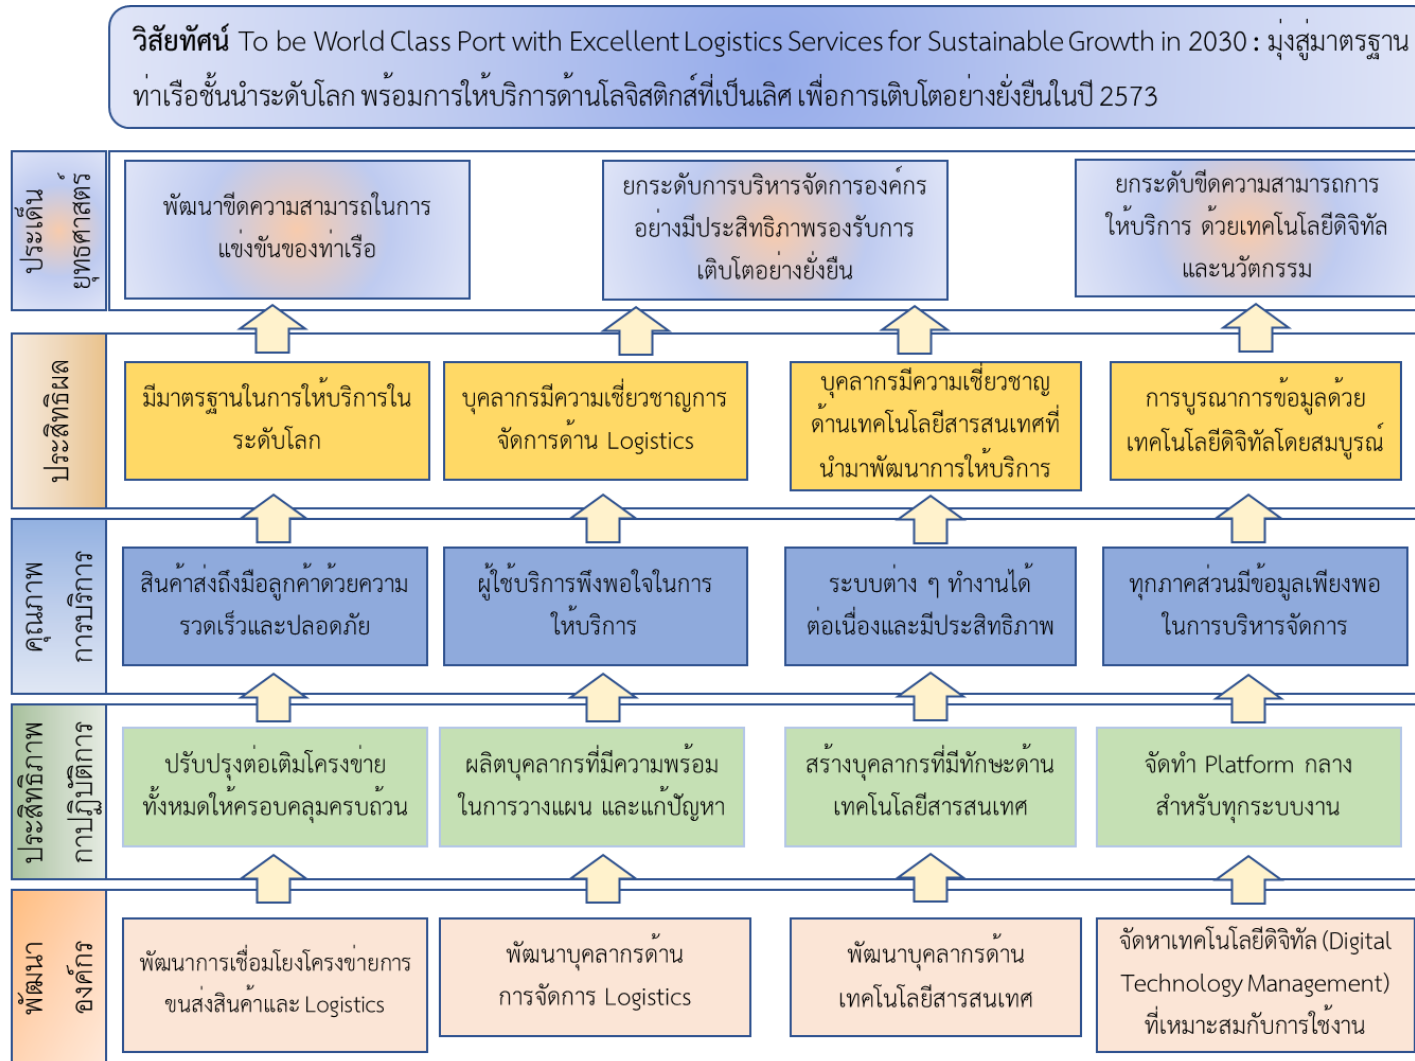 วิสัยทัศน์ To be World Class Port with Excellent Logistics Services for Sustainable Growth in 2030 : มุ่งสู่มาตรฐาน
ท่าเรือชั้นนำระดับโลก พร้อมการให้บริการด้านโลจิสติกส์ที่เป็นเลิศ เพื่อการเติบโตอย่างยั่งยืนในปี 2573
ประเด็น
ยุทธศาสตร์
พัฒนาขีดความสามารถในการ
แข่งขันของท่าเรือ
ยกระดับการบริหารจัดการองค์กร
อย่างมีประสิทธิภาพรองรับการ
เติบโตอย่างยั่งยืน
ยกระดับขีดความสามารถการ
ให้บริการ ด้วยเทคโนโลยีดิจิทัล
และนวัตกรรม
ประสิทธิผล
มีมาตรฐานในการให้บริการใน
ระดับโลก
บุคลากรมีความเชี่ยวชาญการ
จัดการด้าน Logistics
บุคลากรมีความเชี่ยวชาญ
ด้านเทคโนโลยีสารสนเทศที่
นำมาพัฒนาการให้บริการ
การบูรณาการข้อมูลด้วย
เทคโนโลยีดิจิทัลโดยสมบูรณ์
คุณภาพ
การบริการ
สินค้าส่งถึงมือลูกค้าด้วยความ
รวดเร็วและปลอดภัย
ผู้ใช้บริการพึงพอใจในการ
ให้บริการ
ระบบต่าง ๆ ทำงานได้
ต่อเนื่องและมีประสิทธิภาพ
ทุกภาคส่วนมีข้อมูลเพียงพอ
ในการบริหารจัดการ
ประสิทธิภาพ
กาปฏิบัติการ
ปรับปรุงต่อเติมโครงข่าย
ทั้งหมดให้ครอบคลุมครบถ้วน
ผลิตบุคลากรที่มีความพร้อม
ในการวางแผน และแก้ปัญหา
สร้างบุคลากรที่มีทักษะด้าน
เทคโนโลยีสารสนเทศ
จัดทำ Platform กลาง
สำหรับทุกระบบงาน
พัฒนา
องค์กร
พัฒนาการเชื่อมโยงโครงข่ายการ
ขนส่งสินค้าและ Logistics
พัฒนาบุคลากรด้าน
การจัดการ Logistics
พัฒนาบุคลากรด้าน
เทคโนโลยีสารสนเทศ
จัดหาเทคโนโลยีดิจิทัล (Digital
Technology Management)
ที่เหมาะสมกับการใช้งาน